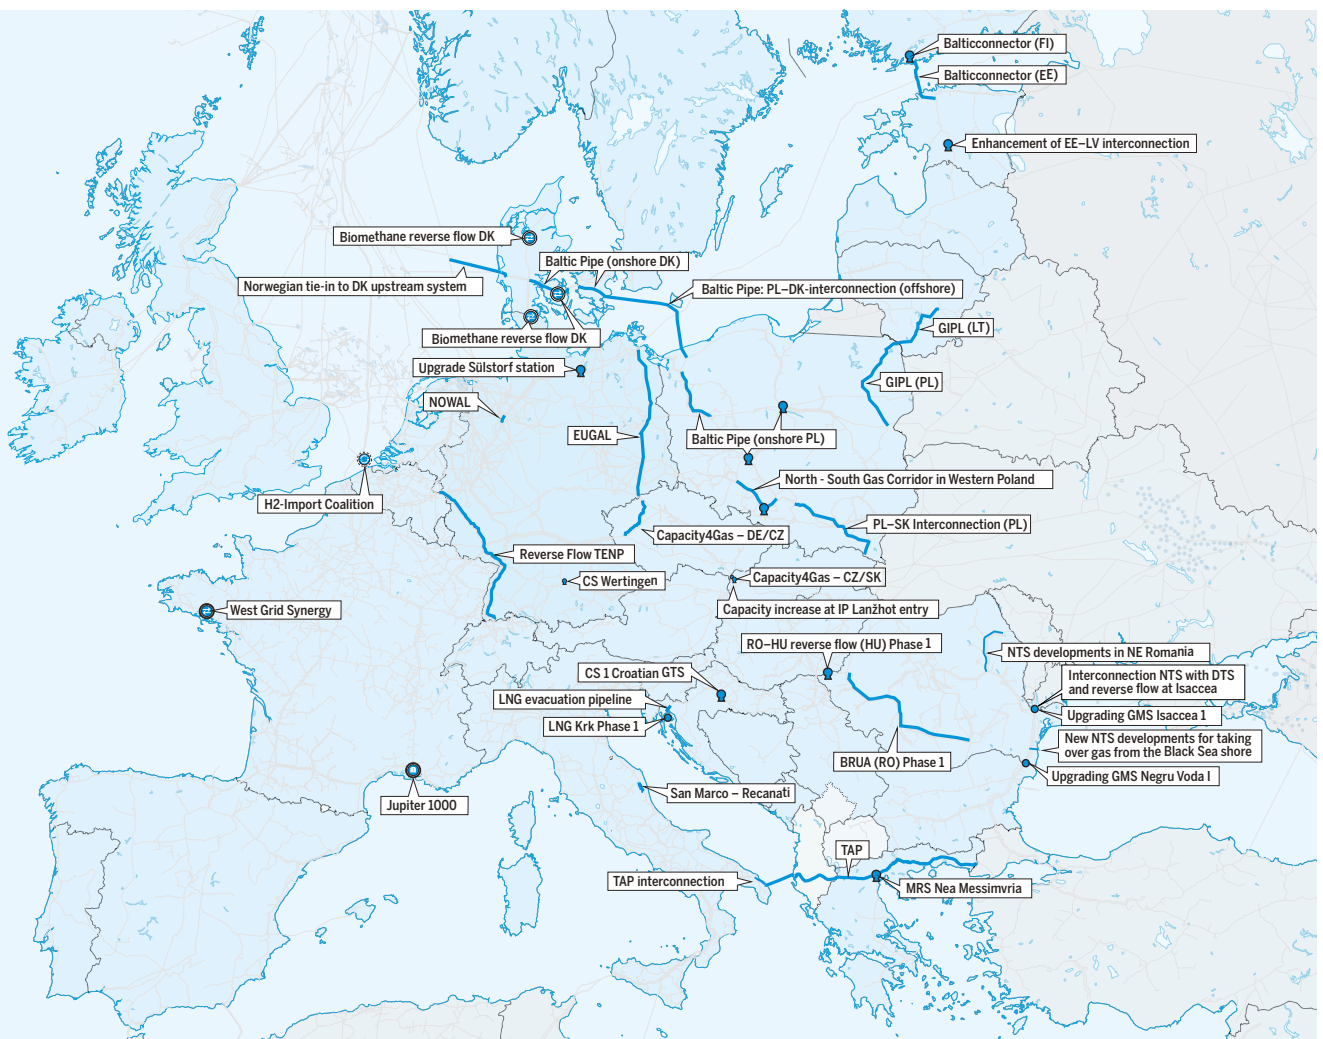 Balticconnector (FI)
Balticconnector (EE)
Enhancement of EE–LV interconnection
Biomethane reverse flow DK
Baltic Pipe (onshore DK)
Norwegian tie-in to DK upstream system
Baltic Pipe: PL–DK-interconnection (offshore)
GIPL (LT)
Biomethane reverse flow DK
Upgrade Sülstorf station
GIPL (PL)
NOWAL
EUGAL
Baltic Pipe (onshore PL)
North - South Gas Corridor in Western Poland
H2-Import Coalition
PL–SK Interconnection (PL)
Capacity4Gas – DE/CZ
Reverse Flow TENP
CS Wertingen
Capacity4Gas – CZ/SK
Capacity increase at IP Lanžhot entry
West Grid Synergy
RO–HU reverse flow (HU) Phase 1
NTS developments in NE Romania
CS 1 Croatian GTS
Interconnection NTS with DTS
and reverse flow at Isaccea
LNG evacuation pipeline
Upgrading GMS Isaccea 1
LNG Krk Phase 1
New NTS developments for taking
over gas from the Black Sea shore
BRUA (RO) Phase 1
Upgrading GMS Negru Voda I
San Marco – Recanati
Jupiter 1000
TAP
TAP interconnection
MRS Nea Messimvria